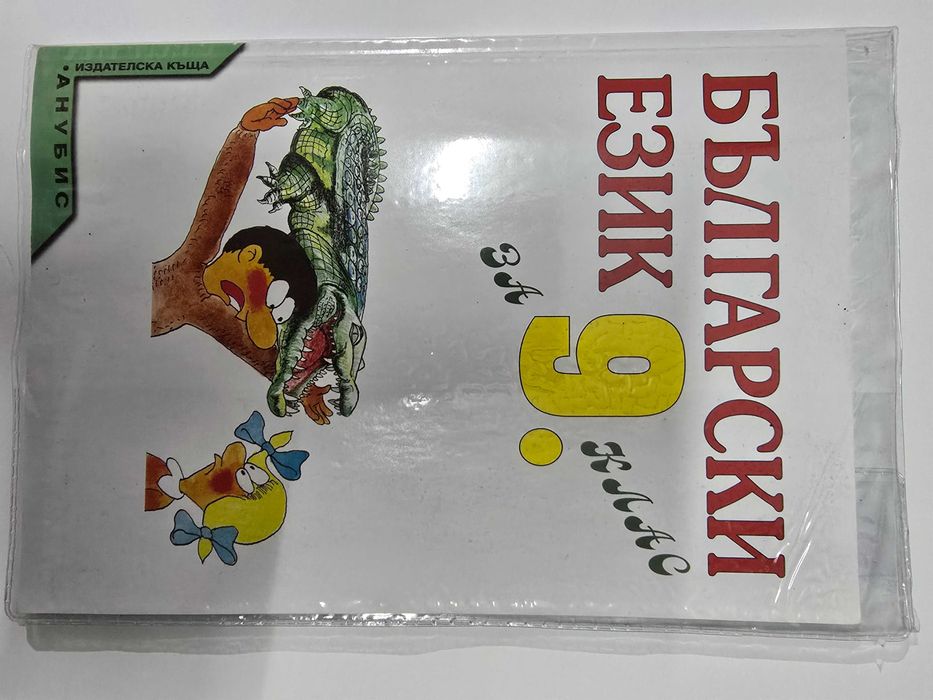 БЪЛГАРСКИ
ЕЗИК
ЗА 9. КЛАС
ИЗДАТЕЛСКА КЪЩА
•АНУБИС